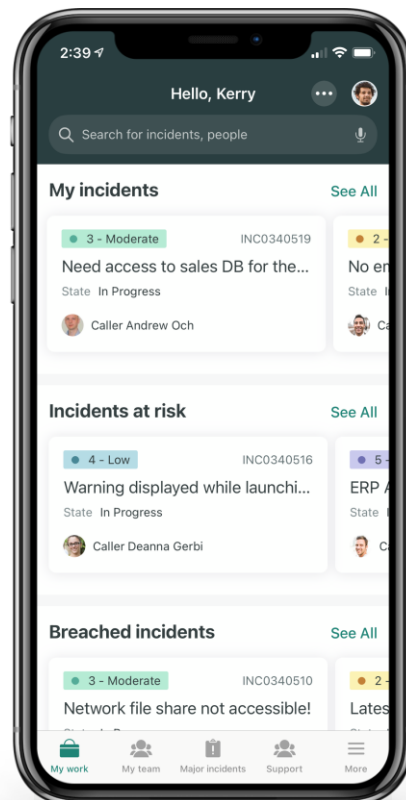 2:39
Hello, Kerry
Search for incidents, people
My incidents See All
3 - Moderate INC0340519 2 -
Need access to sales DB for the... No en
State In Progress State
Caller Andrew Och Ca
Incidents at risk See All
4 - Low INC0340516 5 -
Warning displayed while launchi... ERP A
State In Progress State
Caller Deanna Gerbi Ca
Breached incidents See All
3 - Moderate INC0340510 2 -
Network file share not accessible! Lates
My work My team Major incidents Support More